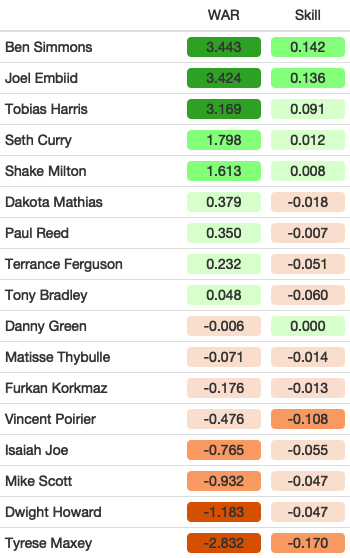 WAR Skill
Ben Simmons 3.443 0.142
Joel Embiid 3.424 0.136
Tobias Harris 3.169 0.091
Seth Curry 1.798 0.012
Shake Milton 1.613 0.008
Dakota Mathias 0.379 -0.018
Paul Reed 0.350 -0.007
Terrance Ferguson 0.232 -0.051
Tony Bradley 0.048 -0.060
Danny Green -0.006 0.000
Matisse Thybulle -0.071 -0.014
Furkan Korkmaz -0.176 -0.013
Vincent Poirier -0.476 -0.108
Isaiah Joe -0.765 -0.055
Mike Scott -0.932 -0.047
Dwight Howard -1.183 -0.047
Tyrese Maxey -2.832 -0.170